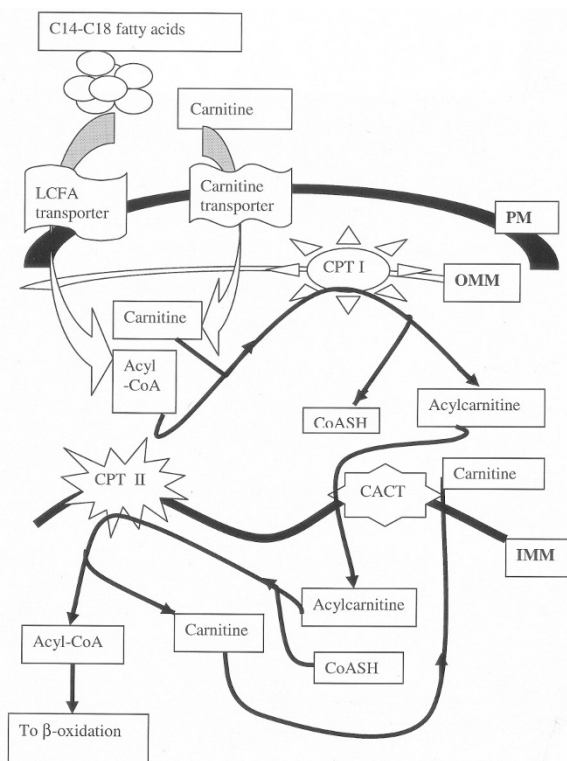 C14-C18 fatty acids
Carnitine
LCFA
transporter
Carnitine
transporter
PM
CPT I
OMM
Carnitine
Acyl
-CoA
CoASH
Acylcarnitine
CPT II
CACT
Carnitine
IMM
Acylcarnitine
Acyl-CoA
Carnitine
CoASH
To β-oxidation